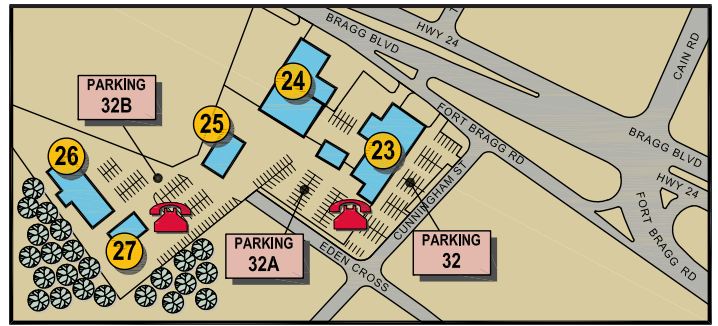 BRAGG BLVD
HWY 24
CAIN RD
24
PARKING
32B
25
FORT BRAGG RD
BRAGG BLVD
23
26
HWY 24
CUNNINGHAM ST
FORT BRAGG RD
27
PARKING
32A
EDEN CROSS
PARKING
32